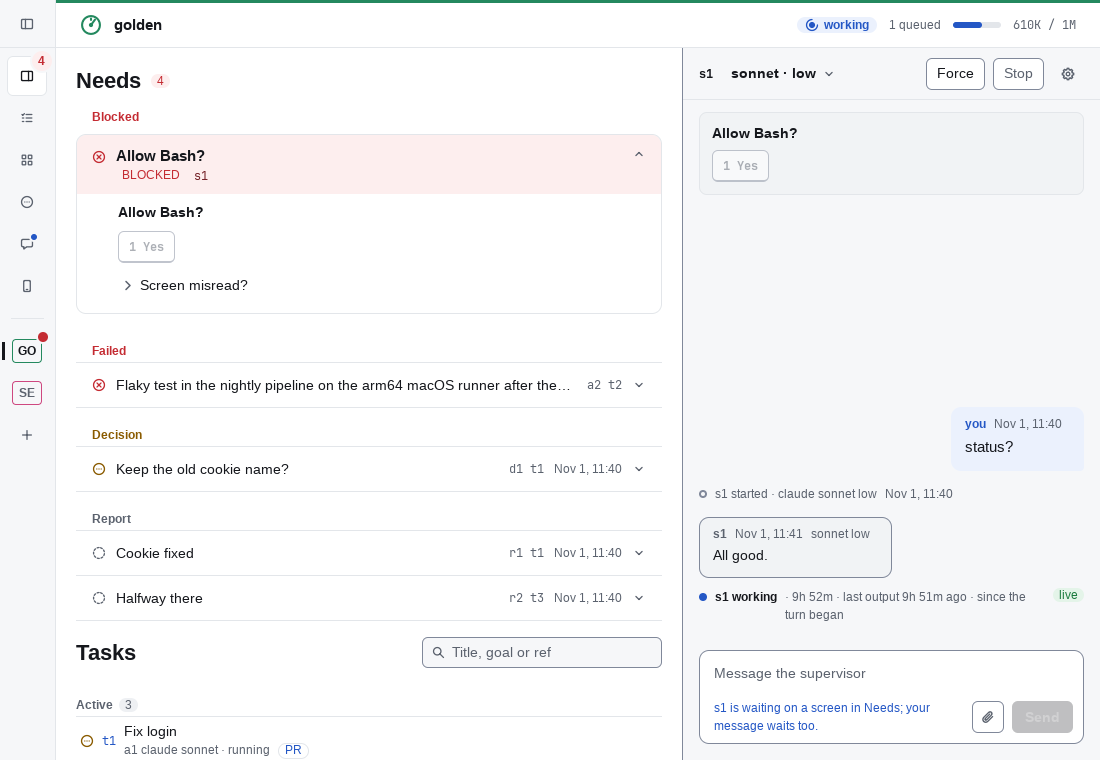 golden
working
1 queued
610K / 1M
4
GO
SE
Needs 4
Blocked
Allow Bash?
BLOCKED s1
Allow Bash?
1 Yes
Screen misread?
Failed
Flaky test in the nightly pipeline on the arm64 macOS runner after the… a2 t2
Decision
Keep the old cookie name? d1 t1 Nov 1, 11:40
Report
Cookie fixed r1 t1 Nov 1, 11:40
Halfway there r2 t3 Nov 1, 11:40
Tasks
Title, goal or ref
Active 3
t1 Fix login
a1 claude sonnet · running PR
s1 sonnet · low
Force
Stop
Allow Bash?
1 Yes
you Nov 1, 11:40
status?
s1 started · claude sonnet low Nov 1, 11:40
s1 Nov 1, 11:41 sonnet low
All good.
s1 working · 9h 52m · last output 9h 51m ago · since the
turn began
live
Message the supervisor
s1 is waiting on a screen in Needs; your
message waits too.
Send